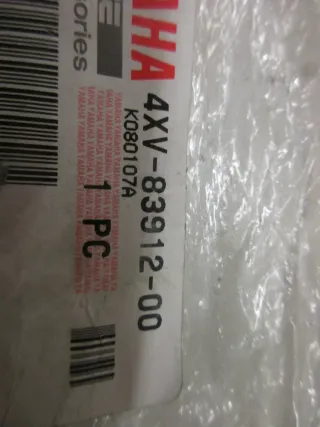 AHA
E
ories
4XV-83912-00
K080107A
1 PC